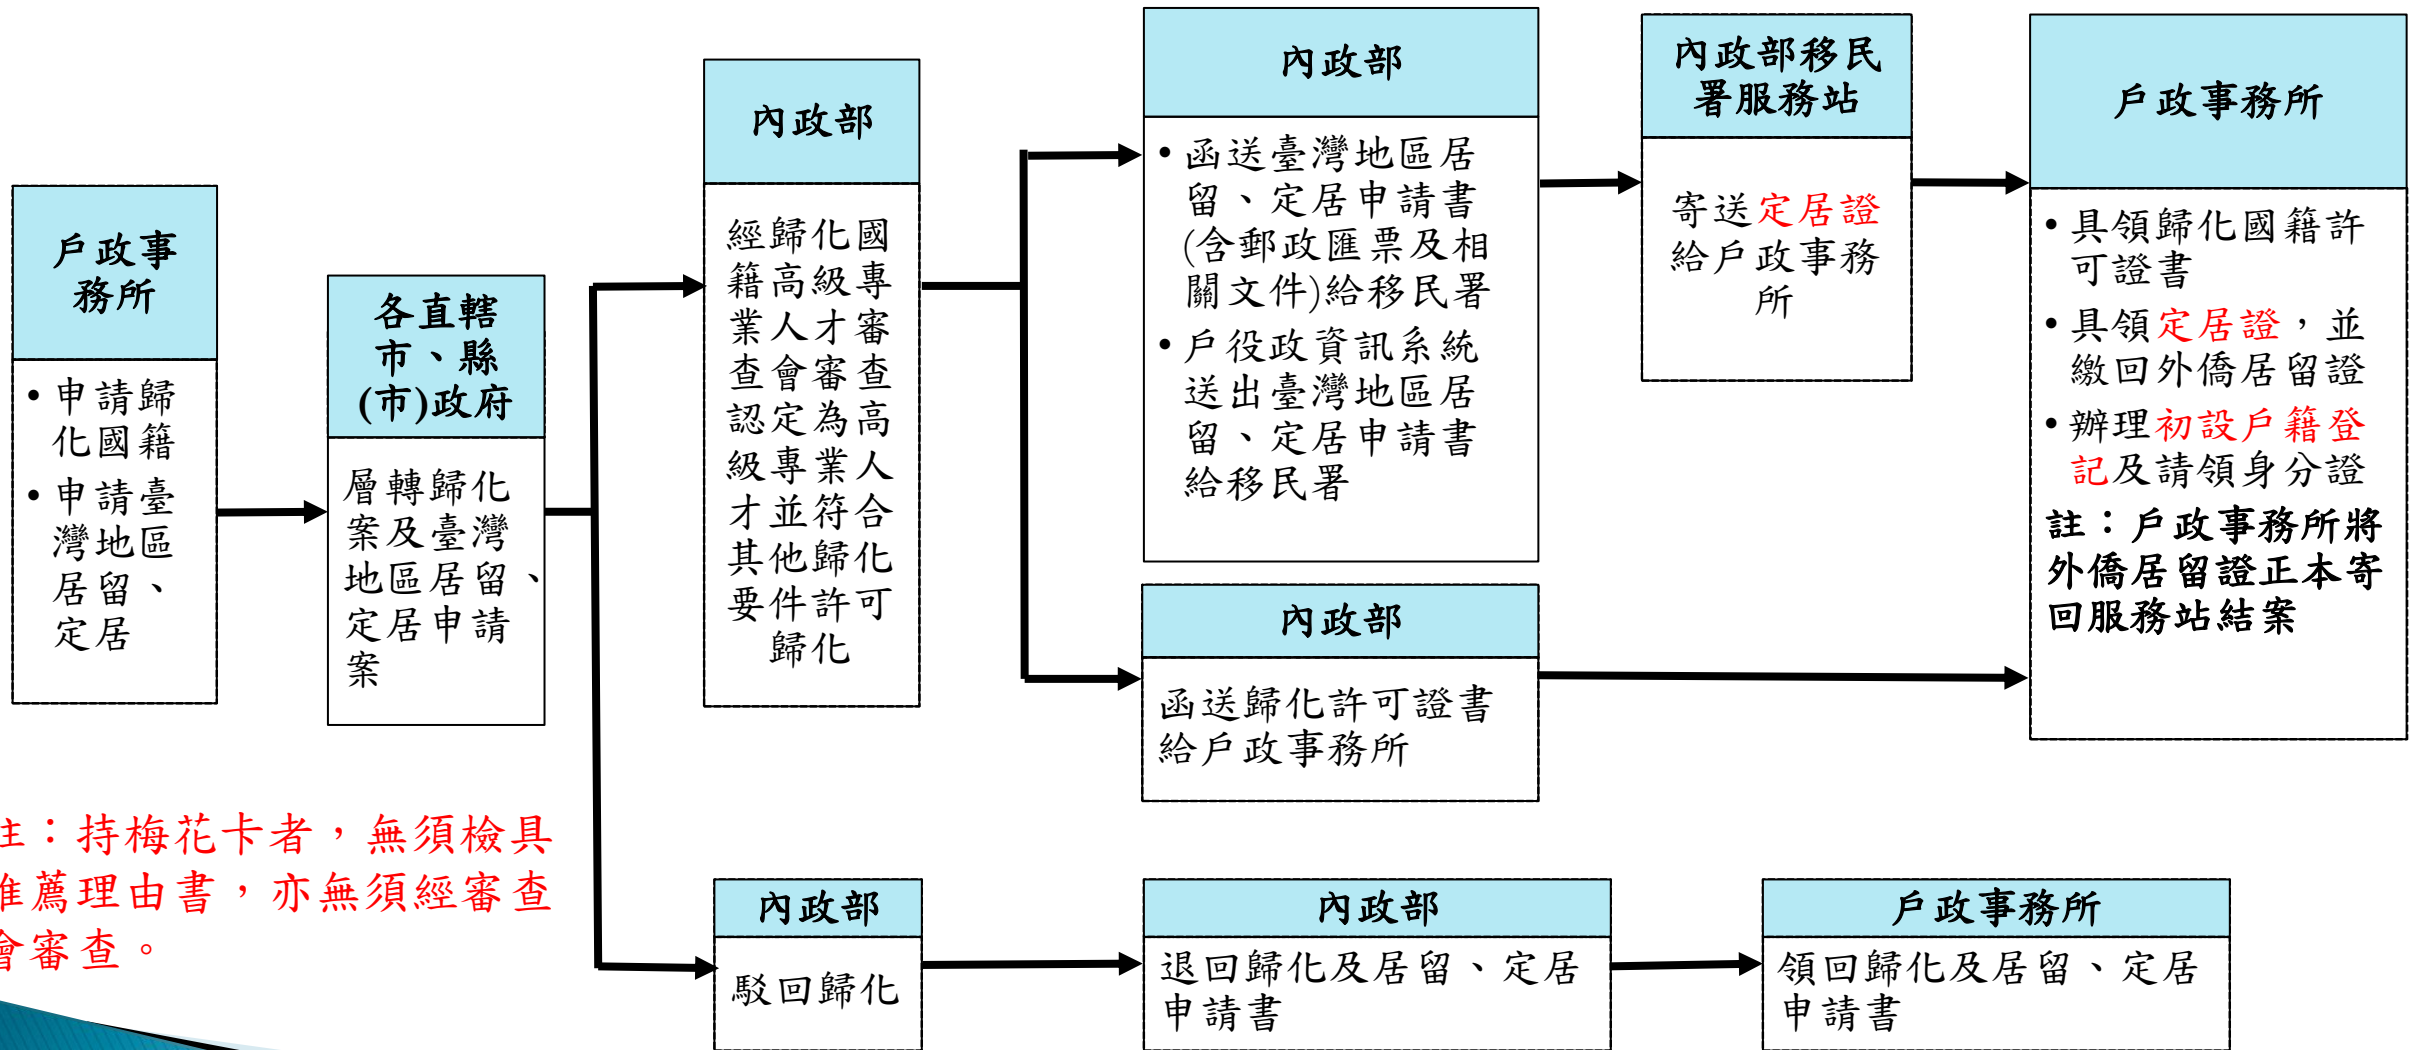 戶政事
務所
• 申請歸
化國籍
• 申請臺
灣地區
居留、
定居
各直轄
市、縣
(市)政府
層轉歸化
案及臺灣
地區居留、
定居申請
案
內政部
經歸化國
籍高級專
業人才審
查會審查
認定為高
級專業人
才並符合
其他歸化
要件許可
歸化
內政部
• 函送臺灣地區居
留、定居申請書
(含郵政匯票及相
關文件)給移民署
• 戶役政資訊系統
送出臺灣地區居
留、定居申請書
給移民署
內政部移民
署服務站
寄送定居證
給戶政事務
所
戶政事務所
• 具領歸化國籍許
可證書
• 具領定居證，並
繳回外僑居留證
• 辦理初設戶籍登
記及請領身分證
註：戶政事務所將
外僑居留證正本寄
回服務站結案
內政部
函送歸化許可證書
給戶政事務所
註：持梅花卡者，無須檢具
推薦理由書，亦無須經審查
會審查。
內政部
駁回歸化
內政部
退回歸化及居留、定居
申請書
戶政事務所
領回歸化及居留、定居
申請書